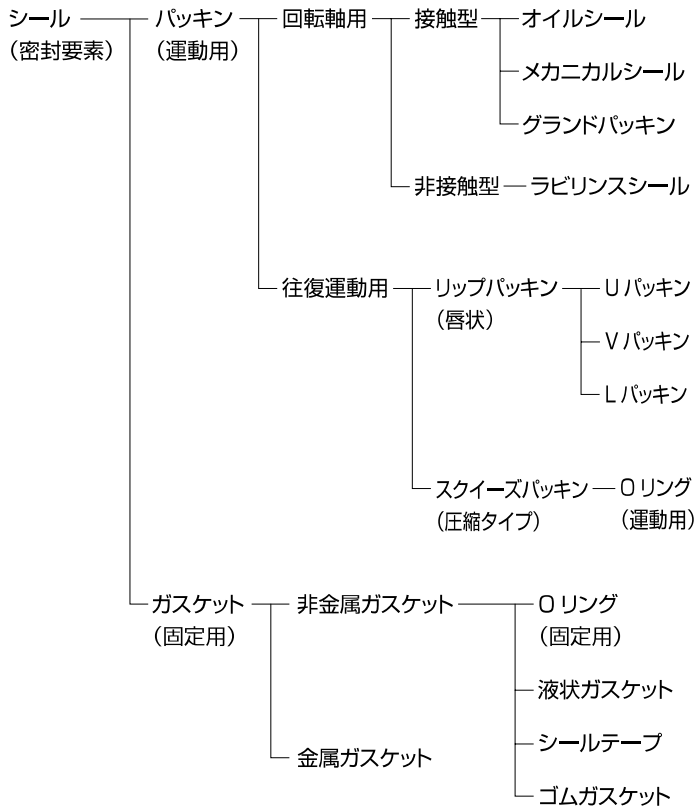 シール パッキン 回転軸用 接触型 オイルシール
（密封要素） （運動用）
メカニカルシール
グランドパッキン
非接触型 ラビリンスシール
往復運動用 リップパッキン U パッキン
（唇状）
V パッキン
L パッキン
スクイーズパッキン O リング
（圧縮タイプ） （運動用）
ガスケット 非金属ガスケット O リング
（固定用） （固定用）
液状ガスケット
シールテープ
金属ガスケット
ゴムガスケット